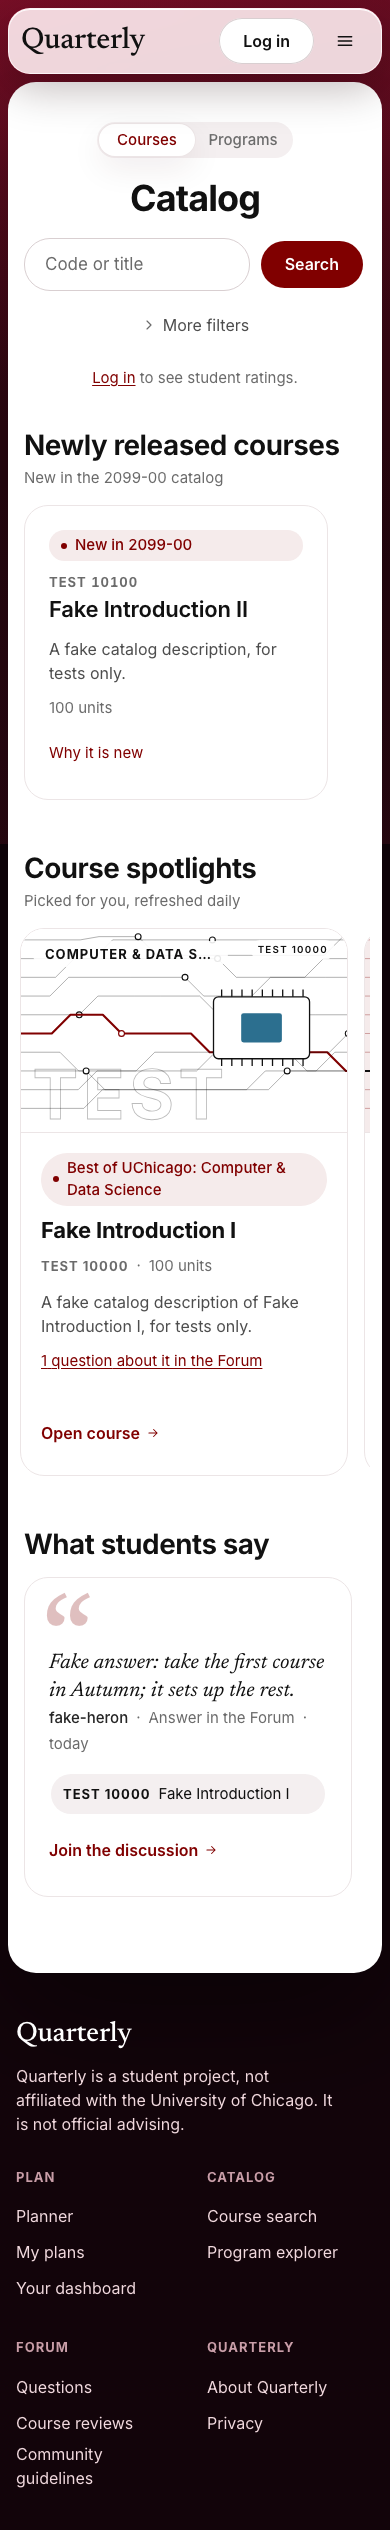 Quarterly
Log in
Courses
Programs
Catalog
Code or title
Search
More filters
Log in to see student ratings.
Newly released courses
New in the 2099-00 catalog
New in 2099-00
TEST 10100
Fake Introduction II
A fake catalog description, for
tests only.
100 units
Why it is new
Course spotlights
Picked for you, refreshed daily
COMPUTER & DATA S…
TEST 10000
TEST
Best of UChicago: Computer &
Data Science
Fake Introduction I
TEST 10000 · 100 units
A fake catalog description of Fake
Introduction I, for tests only.
1 question about it in the Forum
Open course →
What students say
“
Fake answer: take the first course
in Autumn; it sets up the rest.
fake-heron · Answer in the Forum ·
today
TEST 10000 Fake Introduction I
Join the discussion →
Quarterly
Quarterly is a student project, not
affiliated with the University of Chicago. It
is not official advising.
PLAN
Planner
My plans
Your dashboard
CATALOG
Course search
Program explorer
FORUM
Questions
Course reviews
Community
guidelines
QUARTERLY
About Quarterly
Privacy